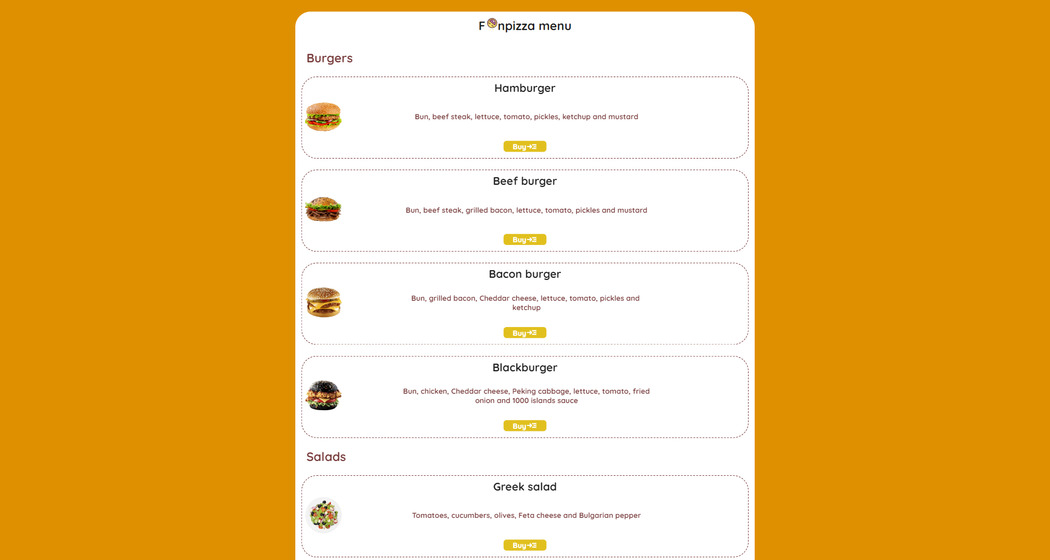 F npizza menu
Burgers
Hamburger
Bun, beef steak, lettuce, tomato, pickles, ketchup and mustard
Buy
Beef burger
Bun, beef steak, grilled bacon, lettuce, tomato, pickles and mustard
Buy
Bacon burger
Bun, grilled bacon, Cheddar cheese, lettuce, tomato, pickles and
ketchup
Buy
Blackburger
Bun, chicken, Cheddar cheese, Peking cabbage, lettuce, tomato, fried
onion and 1000 islands sauce
Buy
Salads
Greek salad
Tomatoes, cucumbers, olives, Feta cheese and Bulgarian pepper
Buy